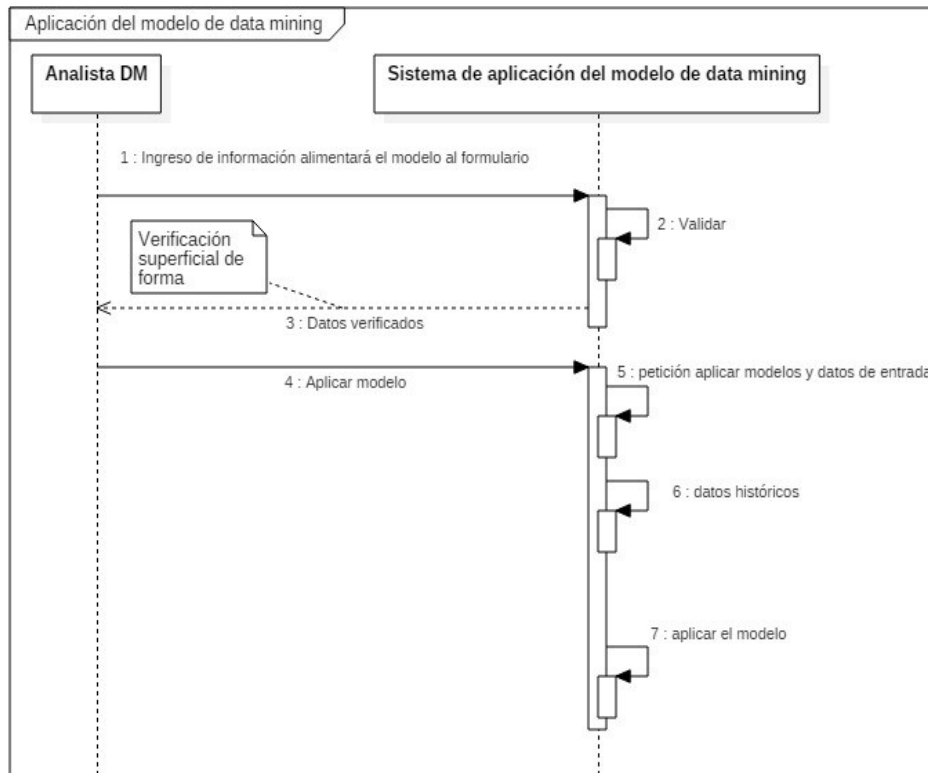 Aplicación del modelo de data mining
Analista DM
Sistema de aplicación del modelo de data mining
1 : Ingreso de información alimentará el modelo al formulario
2 : Validar
Verificación
superficial de
forma
3 : Datos verificados
4 : Aplicar modelo
5 : petición aplicar modelos y datos de entrada
6 : datos históricos
7 : aplicar el modelo